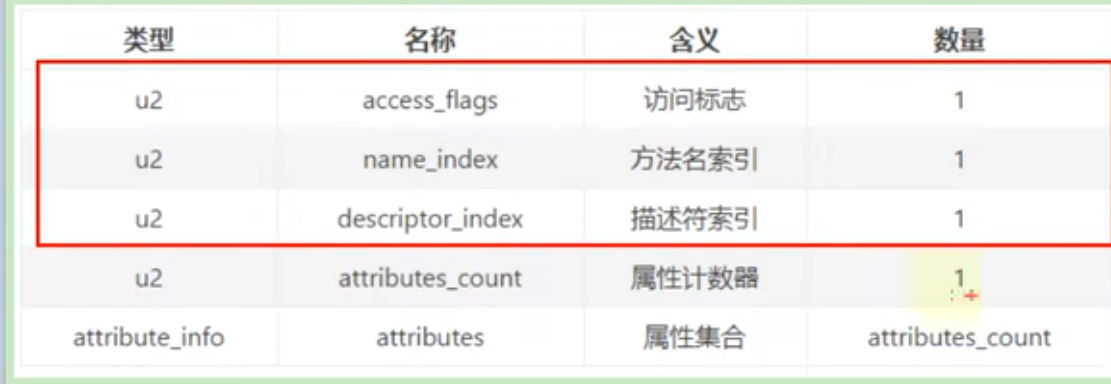 类型 名称 含义 数量
u2 access_flags 访问标志 1
u2 name_index 方法名索引 1
u2 descriptor_index 描述符索引 1
u2 attributes_count 属性计数器 1
attribute_info attributes 属性集合 attributes_count